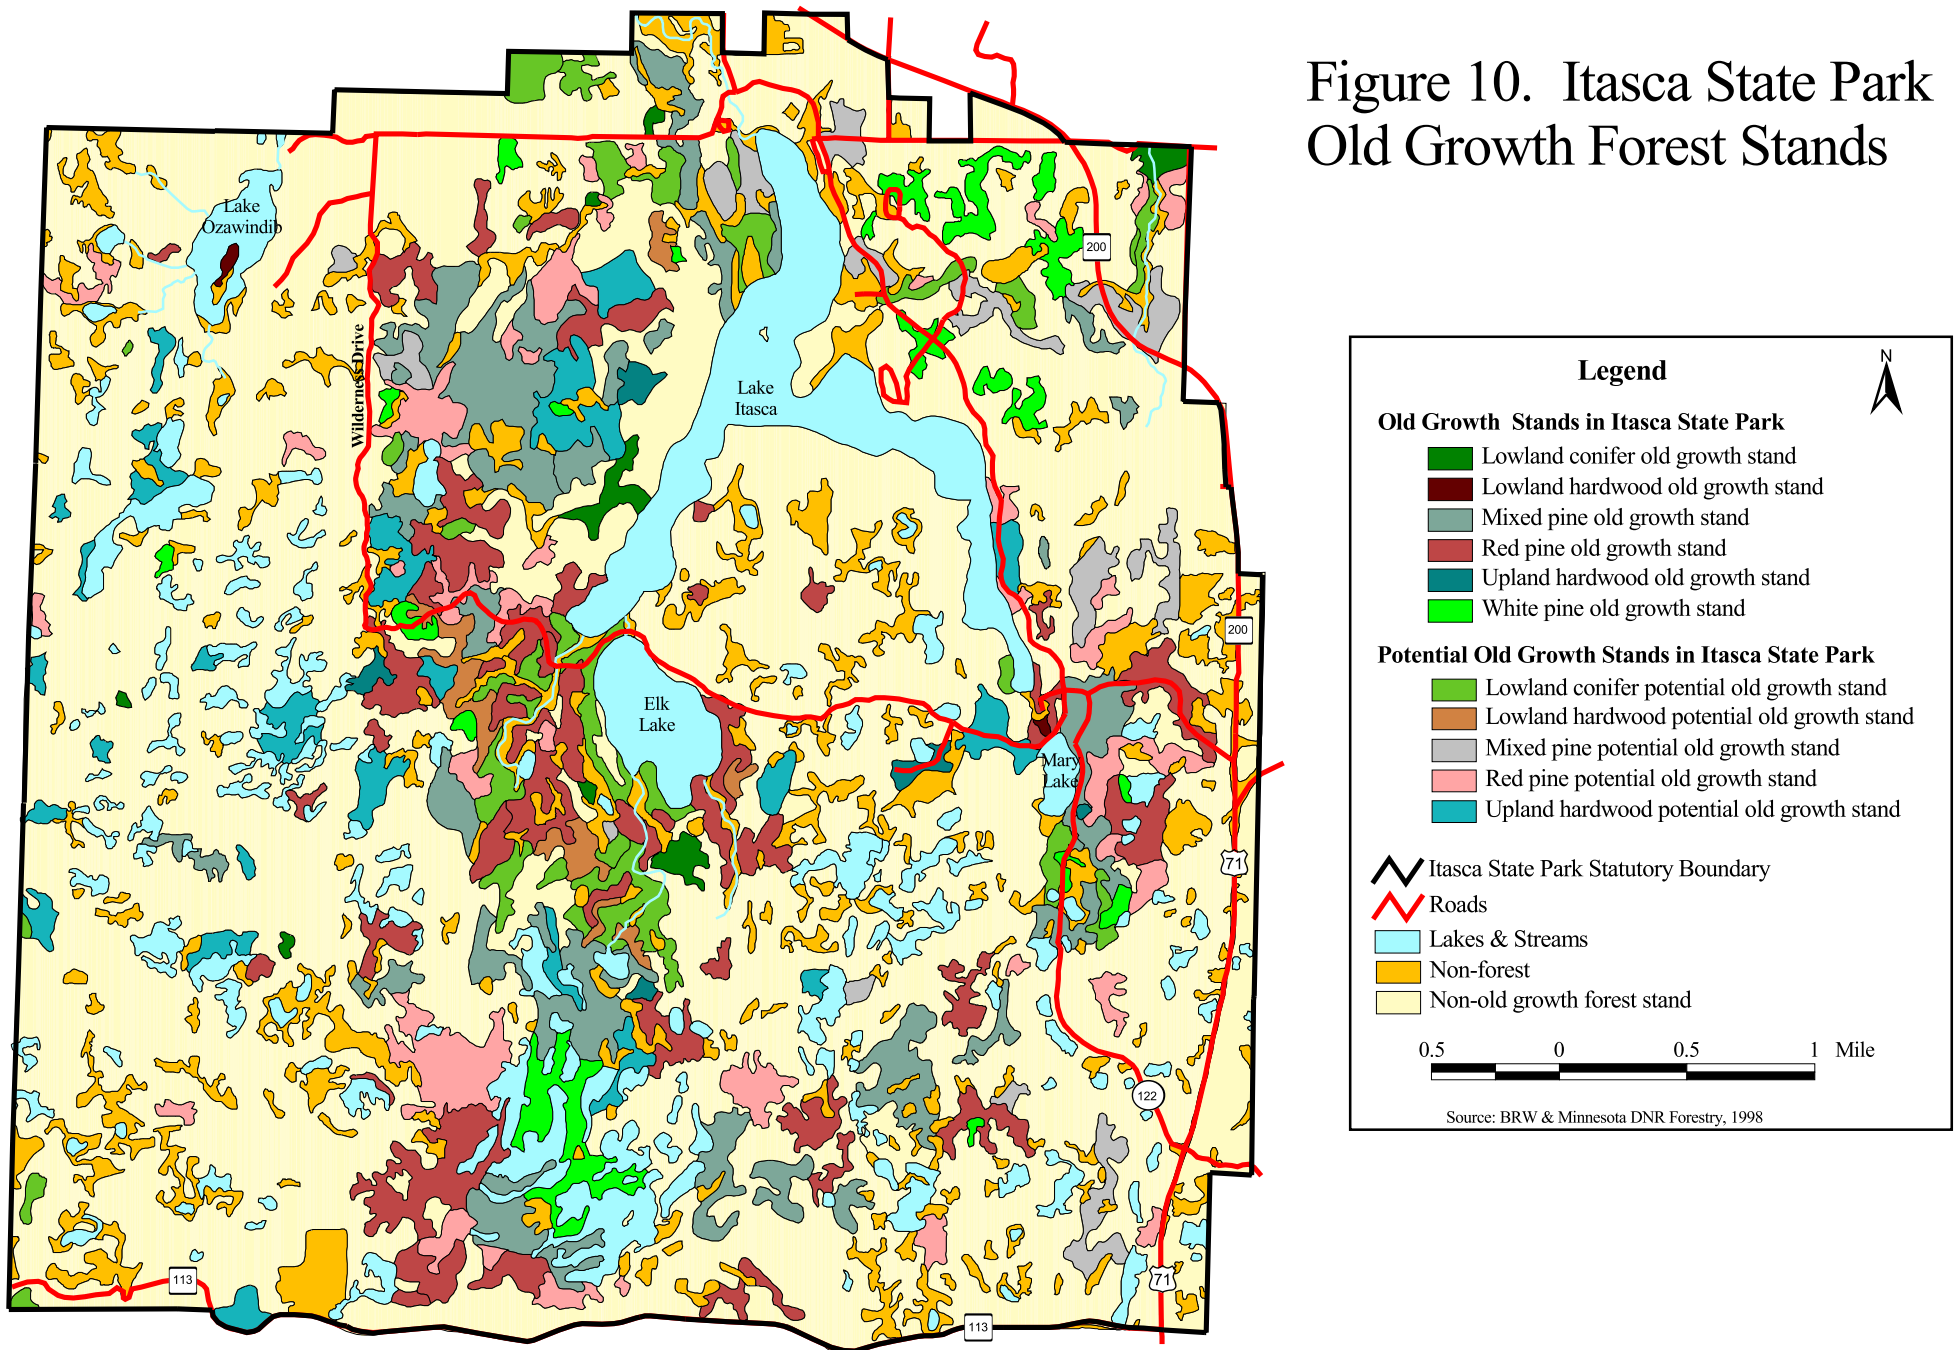 Figure 10. Itasca State Park
Old Growth Forest Stands
Lake
Ozawindib
Wilderness Drive
Lake
Itasca
Elk
Lake
Mary
Lake
200
200
71
122
71
113
113
N
Legend
Old Growth Stands in Itasca State Park
Lowland conifer old growth stand
Lowland hardwood old growth stand
Mixed pine old growth stand
Red pine old growth stand
Upland hardwood old growth stand
White pine old growth stand
Potential Old Growth Stands in Itasca State Park
Lowland conifer potential old growth stand
Lowland hardwood potential old growth stand
Mixed pine potential old growth stand
Red pine potential old growth stand
Upland hardwood potential old growth stand
Itasca State Park Statutory Boundary
Roads
Lakes & Streams
Non-forest
Non-old growth forest stand
0.5 0 0.5 1 Mile
Source: BRW & Minnesota DNR Forestry, 1998